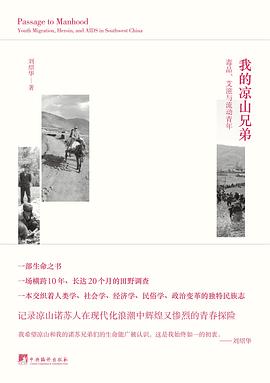 Passage to Manhood
Youth Migration, Heroin, and AIDS in Southwest China
刘绍华—著
我的凉山兄弟
毒品、艾滋与流动青年
一部生命之书
一场横跨10年，长达20个月的田野调查
一本交织着人类学、社会学、经济学、民俗学、政治变革的独特民族志
记录凉山诺苏人在现代化浪潮中辉煌又惨烈的青春探险
我希望凉山和我的诺苏兄弟们的生命能广被认识，这是我始终如一的初衷。
——刘绍华
中央编译出版社